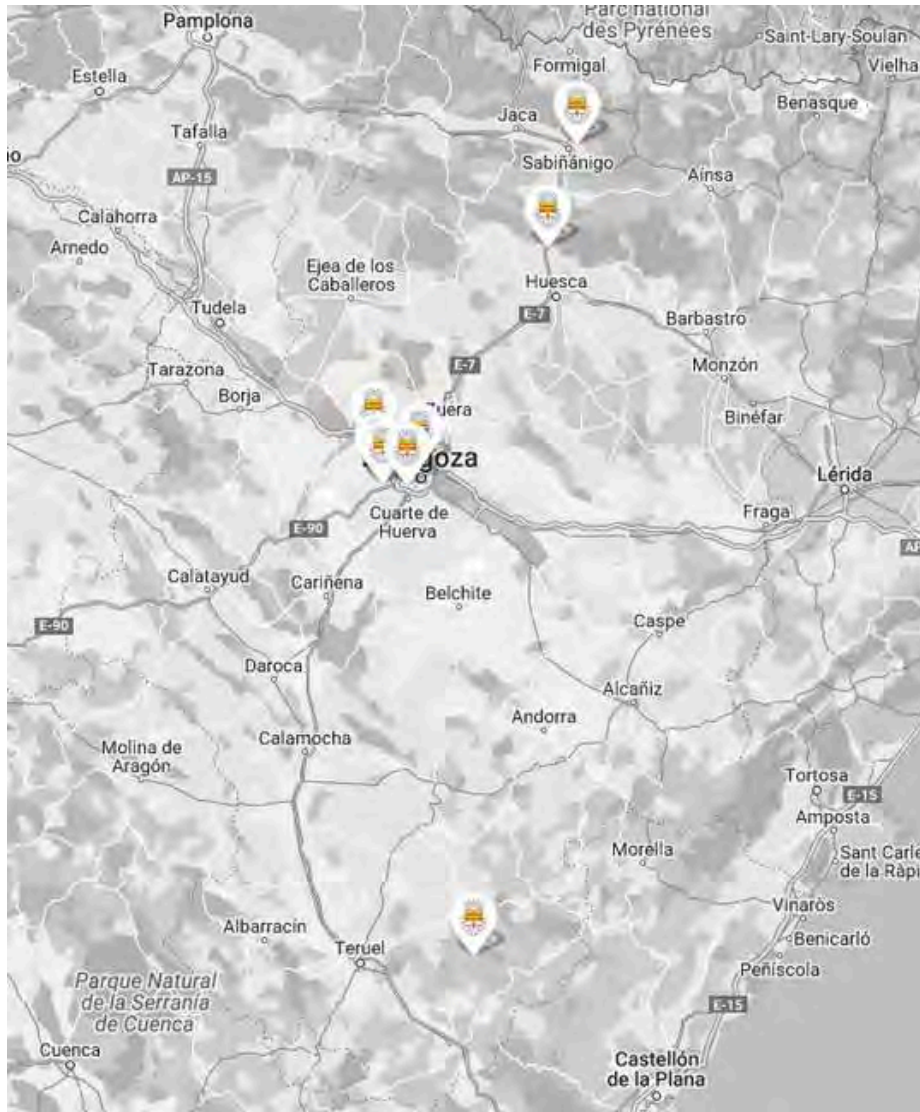 Parc national
des Pyrénées
Pamplona
Saint-Lary-Soulan
Formigal
Vielha
Estella
Benasque
Jaca
Tafalla
Sabiñánigo
Aínsa
AP-15
Calahorra
Arnedo
Ejea de los
Caballeros
Huesca
Tudela
E-7
Barbastro
E-7
Monzón
Tarazona
Borja
Binéfar
Lérida
Fraga
Cuarte de
Huerva
E-90
Calatayud
Cariñena
Belchite
Caspe
E-90
Daroca
Alcañiz
Andorra
Calamocha
Molina de
Aragón
Tortosa
E-15
Amposta
Morella
Sant Carle
de la Ràpi
Vinaròs
Albarracín
Benicarló
Teruel
Peñíscola
Parque Natural
de la Serranía
de Cuenca
E-15
Cuenca
Castellón
de la Plana